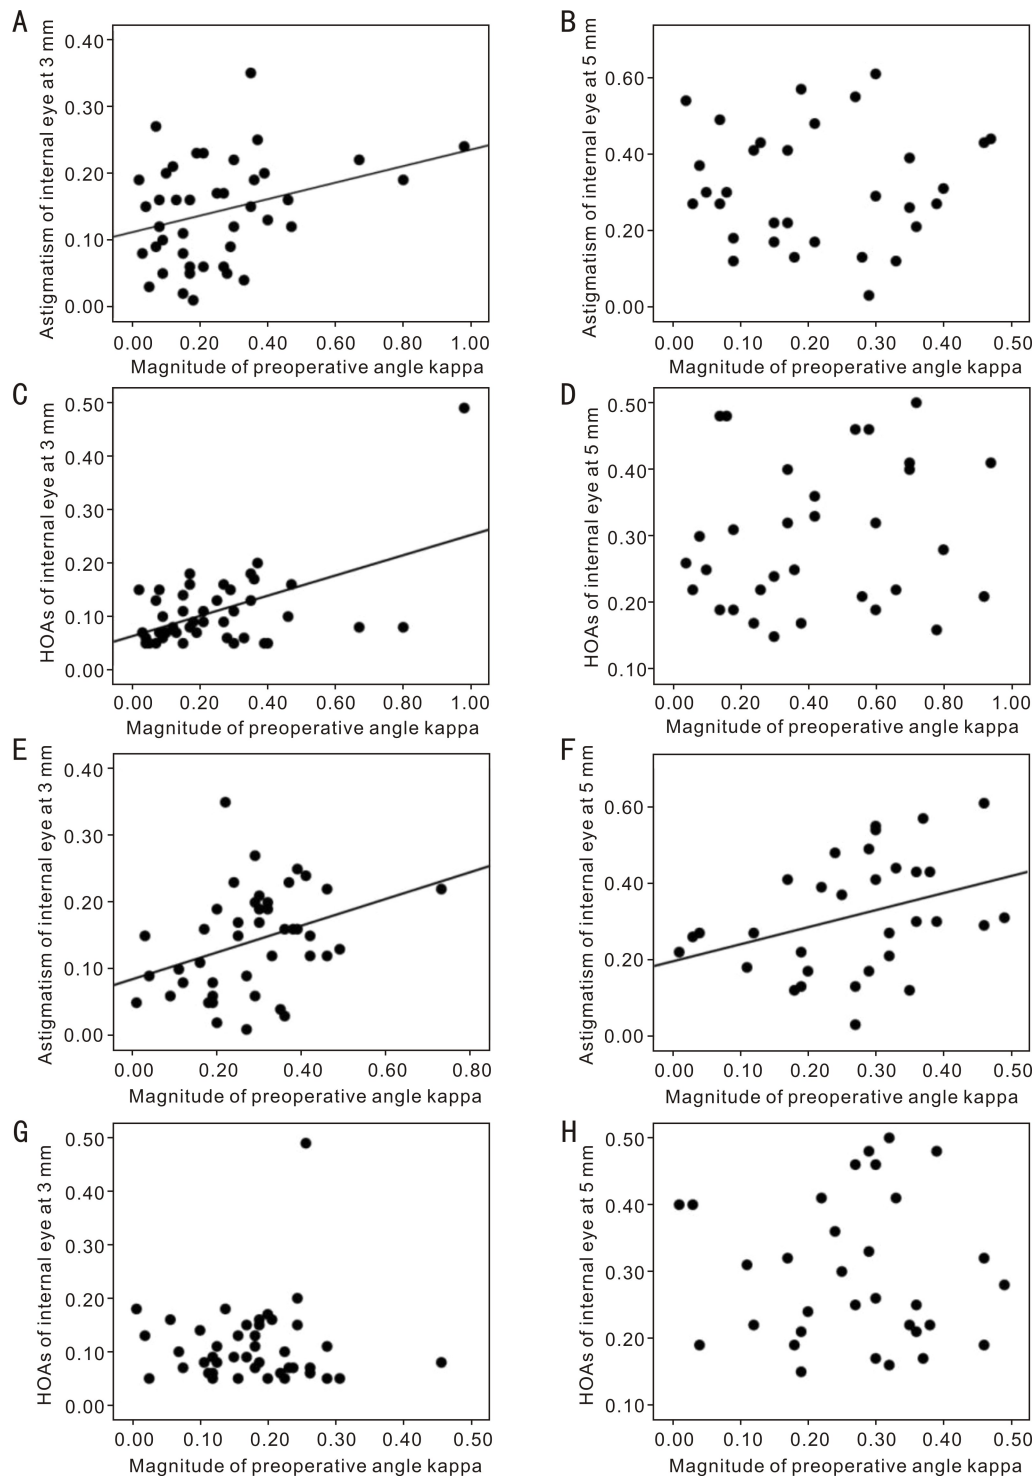 A
Astigmatism of internal eye at 3 mm
0.40
0.30
0.20
0.10
0.00
0.00 0.20 0.40 0.60 0.80 1.00
Magnitude of preoperative angle kappa
B
Astigmatism of internal eye at 5 mm
0.60
0.40
0.20
0.00
0.00 0.10 0.20 0.30 0.40 0.50
Magnitude of preoperative angle kappa
C
HOAs of internal eye at 3 mm
0.50
0.40
0.30
0.20
0.10
0.00
0.00 0.20 0.40 0.60 0.80 1.00
Magnitude of preoperative angle kappa
D
HOAs of internal eye at 5 mm
0.50
0.40
0.30
0.20
0.10
0.00 0.20 0.40 0.60 0.80 1.00
Magnitude of preoperative angle kappa
E
Astigmatism of internal eye at 3 mm
0.40
0.30
0.20
0.10
0.00
0.00 0.20 0.40 0.60 0.80
Magnitude of preoperative angle kappa
F
Astigmatism of internal eye at 5 mm
0.60
0.40
0.20
0.00
0.00 0.10 0.20 0.30 0.40 0.50
Magnitude of preoperative angle kappa
G
HOAs of internal eye at 3 mm
0.50
0.40
0.30
0.20
0.10
0.00
0.00 0.10 0.20 0.30 0.40 0.50
Magnitude of preoperative angle kappa
H
HOAs of internal eye at 5 mm
0.50
0.40
0.30
0.20
0.10
0.00 0.10 0.20 0.30 0.40 0.50
Magnitude of preoperative angle kappa